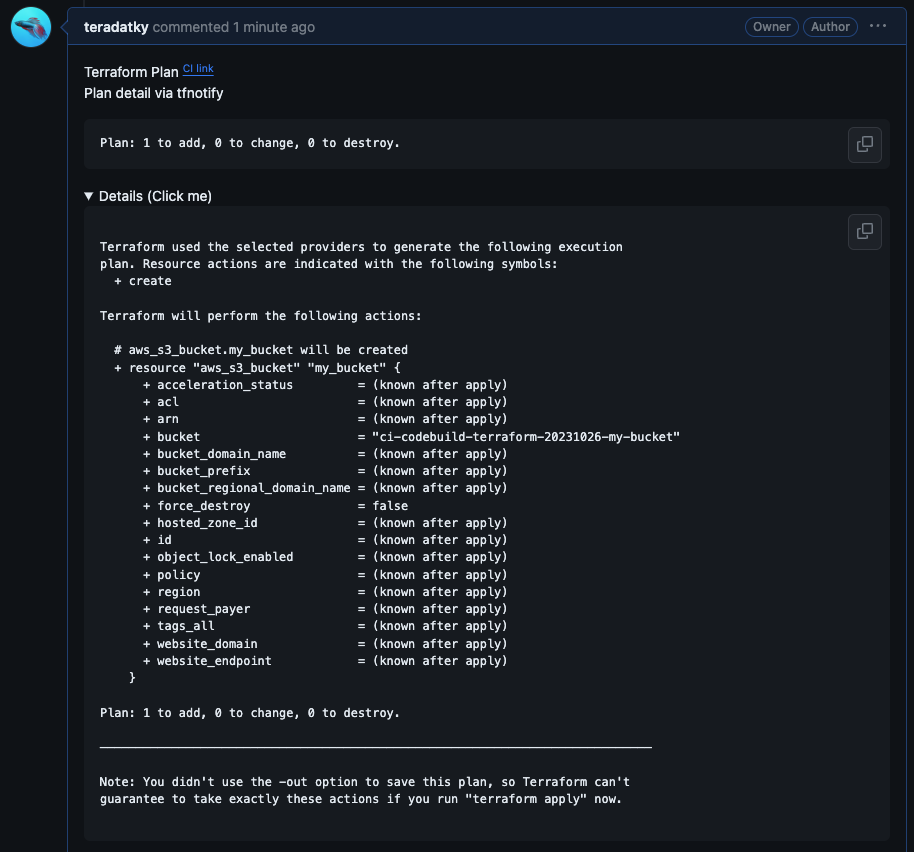 teradatky commented 1 minute ago Owner Author ...
Terraform Plan CI link
Plan detail via tfnotify
Plan: 1 to add, 0 to change, 0 to destroy.
▼ Details (Click me)
Terraform used the selected providers to generate the following execution
plan. Resource actions are indicated with the following symbols:
  + create
Terraform will perform the following actions:
  # aws_s3_bucket.my_bucket will be created
  + resource "aws_s3_bucket" "my_bucket" {
      + acceleration_status         = (known after apply)
      + acl                         = (known after apply)
      + arn                         = (known after apply)
      + bucket                      = "ci-codebuild-terraform-20231026-my-bucket"
      + bucket_domain_name          = (known after apply)
      + bucket_prefix               = (known after apply)
      + bucket_regional_domain_name = (known after apply)
      + force_destroy               = false
      + hosted_zone_id              = (known after apply)
      + id                          = (known after apply)
      + object_lock_enabled         = (known after apply)
      + policy                      = (known after apply)
      + region                      = (known after apply)
      + request_payer               = (known after apply)
      + tags_all                    = (known after apply)
      + website_domain              = (known after apply)
      + website_endpoint            = (known after apply)
    }
Plan: 1 to add, 0 to change, 0 to destroy.
Note: You didn't use the -out option to save this plan, so Terraform can't
guarantee to take exactly these actions if you run "terraform apply" now.